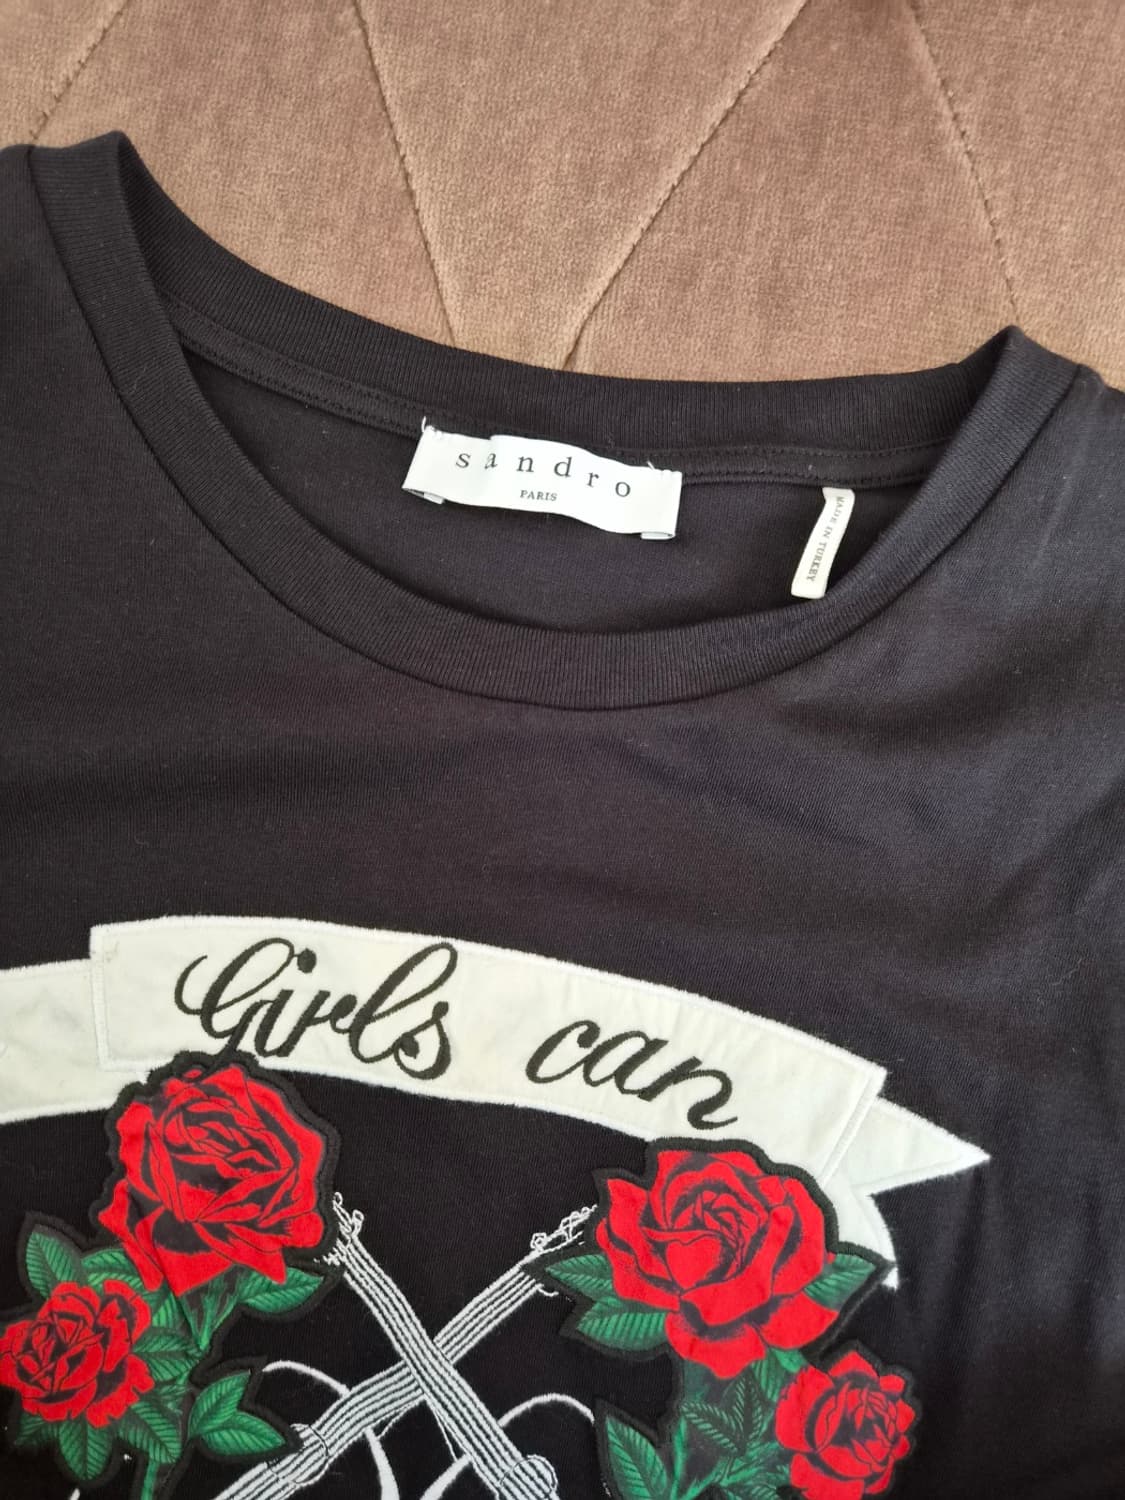 sandro
PARIS
MADE IN TURKEY
Girls can